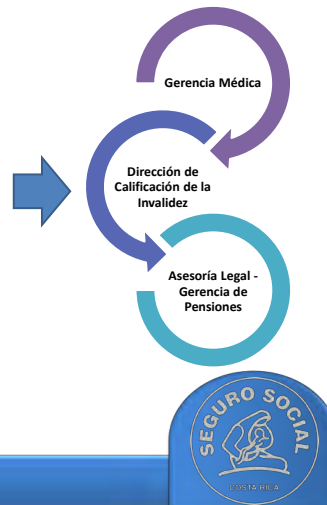 Gerencia Médica
Dirección de
Calificación de la
Invalidez
Asesoría Legal -
Gerencia de
Pensiones
SEGURO SOCIAL
COSTA RICA